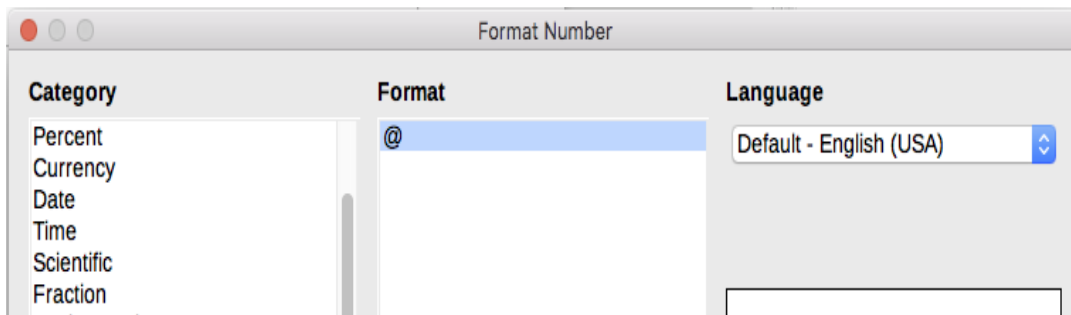 Format Number
Category
Format
Language
Percent
Currency
Date
Time
Scientific
Fraction
@
Default - English (USA)